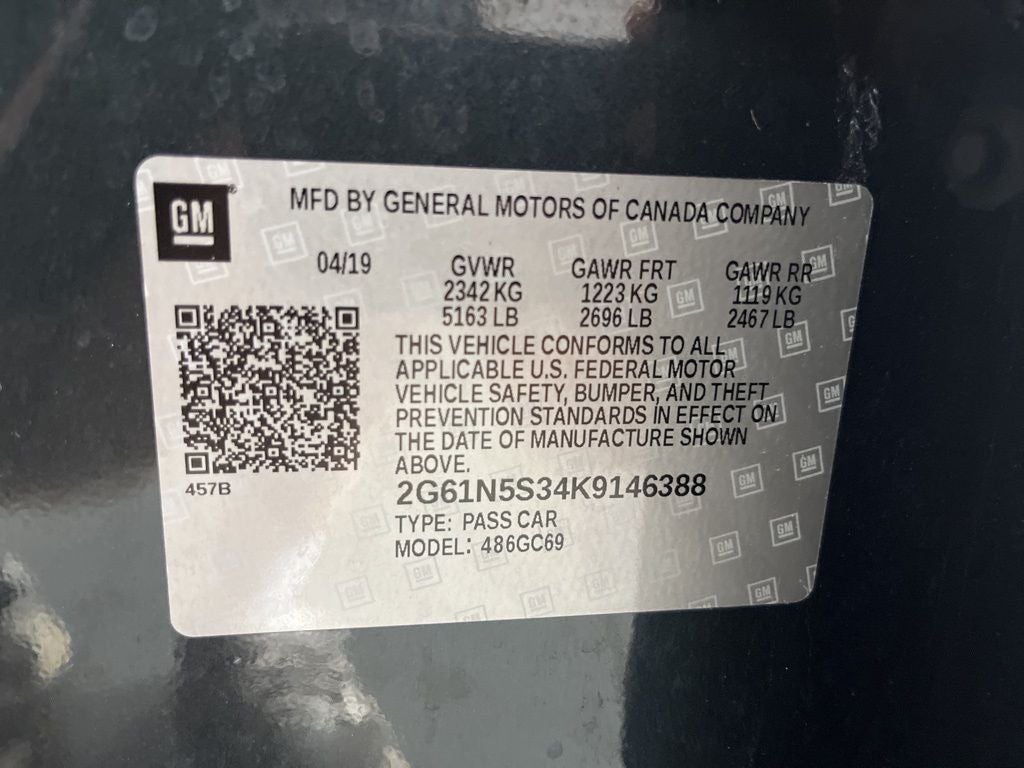 GM®
MFD BY GENERAL MOTORS OF CANADA COMPANY
04/19 GVWR GAWR FRT GAWR RR
2342 KG 1223 KG 1119 KG
5163 LB 2696 LB 2467 LB
THIS VEHICLE CONFORMS TO ALL
APPLICABLE U.S. FEDERAL MOTOR
VEHICLE SAFETY, BUMPER, AND THEFT
PREVENTION STANDARDS IN EFFECT ON
THE DATE OF MANUFACTURE SHOWN
ABOVE.
457B
2G61N5S34K9146388
TYPE: PASS CAR
MODEL: 486GC69